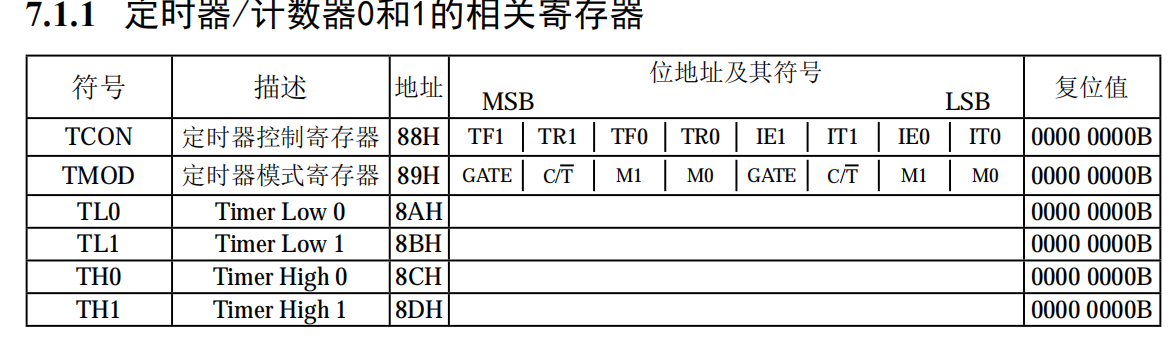 7.1.1 定时器/计数器0和1的相关寄存器
符号 描述 地址 位地址及其符号 复位值
MSB LSB
TCON 定时器控制寄存器 88H TF1 TR1 TF0 TR0 IE1 IT1 IE0 IT0 0000 0000B
TMOD 定时器模式寄存器 89H GATE C/T̅ M1 M0 GATE C/T̅ M1 M0 0000 0000B
TL0 Timer Low 0 8AH 0000 0000B
TL1 Timer Low 1 8BH 0000 0000B
TH0 Timer High 0 8CH 0000 0000B
TH1 Timer High 1 8DH 0000 0000B